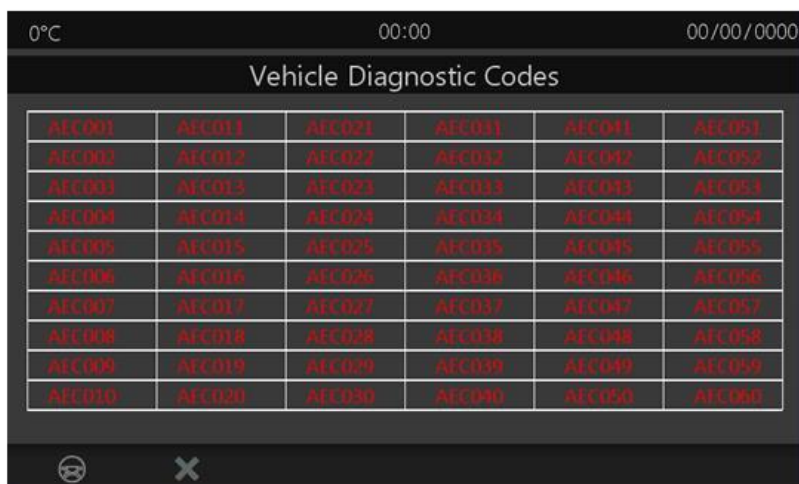 0°C 00:00 00/00/0000
Vehicle Diagnostic Codes
AEC001 AEC011 AEC021 AEC031 AEC041 AEC051
AEC002 AEC012 AEC022 AEC032 AEC042 AEC052
AEC003 AEC013 AEC023 AEC033 AEC043 AEC053
AEC004 AEC014 AEC024 AEC034 AEC044 AEC054
AEC005 AEC015 AEC025 AEC035 AEC045 AEC055
AEC006 AEC016 AEC026 AEC036 AEC046 AEC056
AEC007 AEC017 AEC027 AEC037 AEC047 AEC057
AEC008 AEC018 AEC028 AEC038 AEC048 AEC058
AEC009 AEC019 AEC029 AEC039 AEC049 AEC059
AEC010 AEC020 AEC030 AEC040 AEC050 AEC060